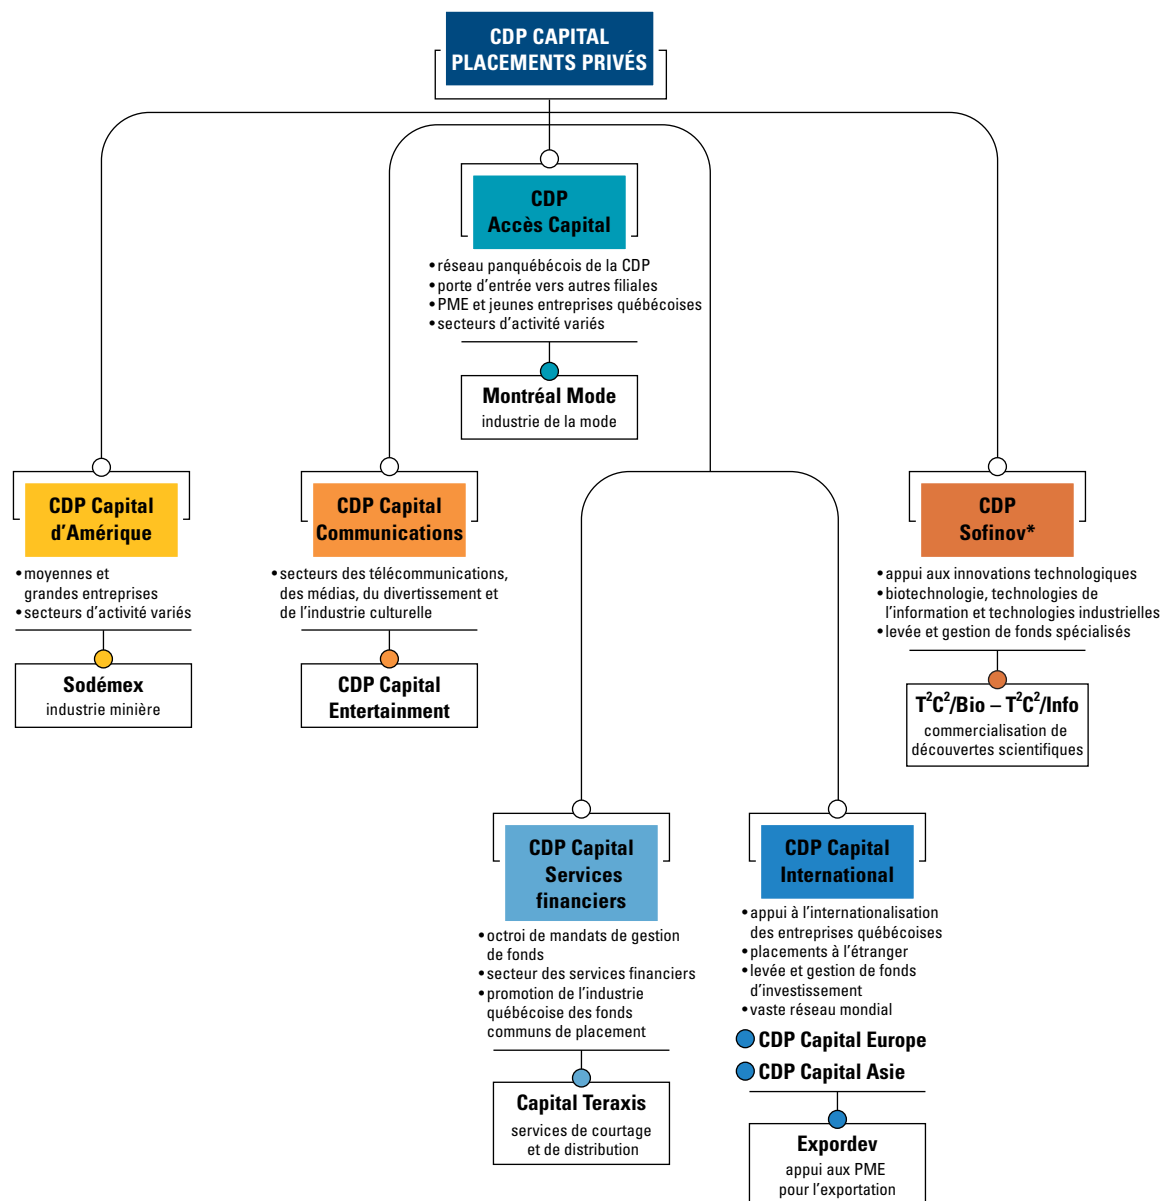 CDP CAPITAL
PLACEMENTS PRIVÉS
CDP
Accès Capital
•réseau panquébécois de la CDP
•porte d'entrée vers autres filiales
•PME et jeunes entreprises québécoises
•secteurs d'activité variés
Montréal Mode
industrie de la mode
CDP Capital
d'Amérique
•moyennes et
grandes entreprises
•secteurs d'activité variés
Sodémex
industrie minière
CDP Capital
Communications
•secteurs des télécommunications,
des médias, du divertissement et
de l'industrie culturelle
CDP Capital
Entertainment
CDP
Sofinov*
•appui aux innovations technologiques
•biotechnologie, technologies de
l'information et technologies industrielles
•levée et gestion de fonds spécialisés
T²C²/Bio – T²C²/Info
commercialisation de
découvertes scientifiques
CDP Capital
Services
financiers
•octroi de mandats de gestion
de fonds
•secteur des services financiers
•promotion de l'industrie
québécoise des fonds
communs de placement
Capital Teraxis
services de courtage
et de distribution
CDP Capital
International
•appui à l'internationalisation
des entreprises québécoises
•placements à l'étranger
•levée et gestion de fonds
d'investissement
•vaste réseau mondial
CDP Capital Europe
CDP Capital Asie
Expordev
appui aux PME
pour l'exportation